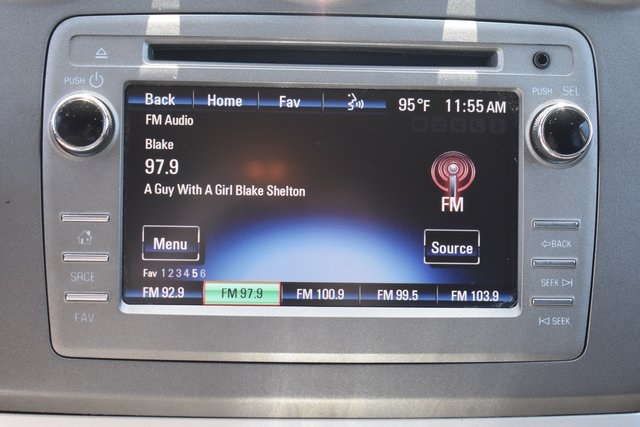 PUSH
Back Home Fav 95°F 11:55 AM
PUSH SEL
FM Audio
Blake
97.9
A Guy With A Girl Blake Shelton
FM
Menu
Source
BACK
Fav 1 2 3 4 5 6
SRCE
SEEK
FM 92.9 FM 97.9 FM 100.9 FM 99.5 FM 103.9
FAV
SEEK